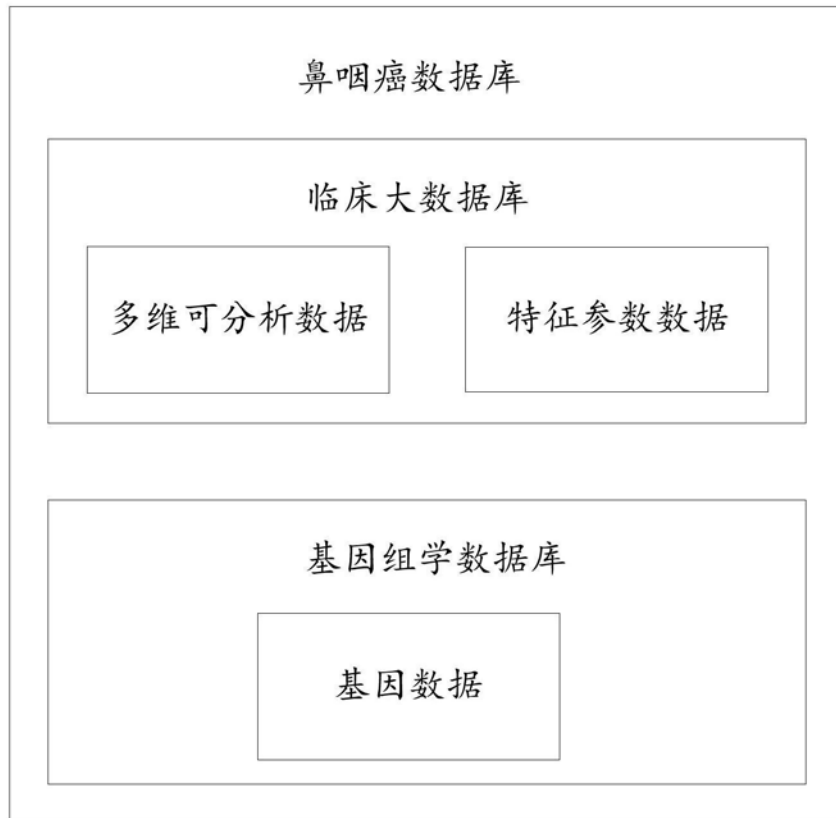 鼻咽癌数据库
临床大数据库
多维可分析数据
特征参数数据
基因组学数据库
基因数据